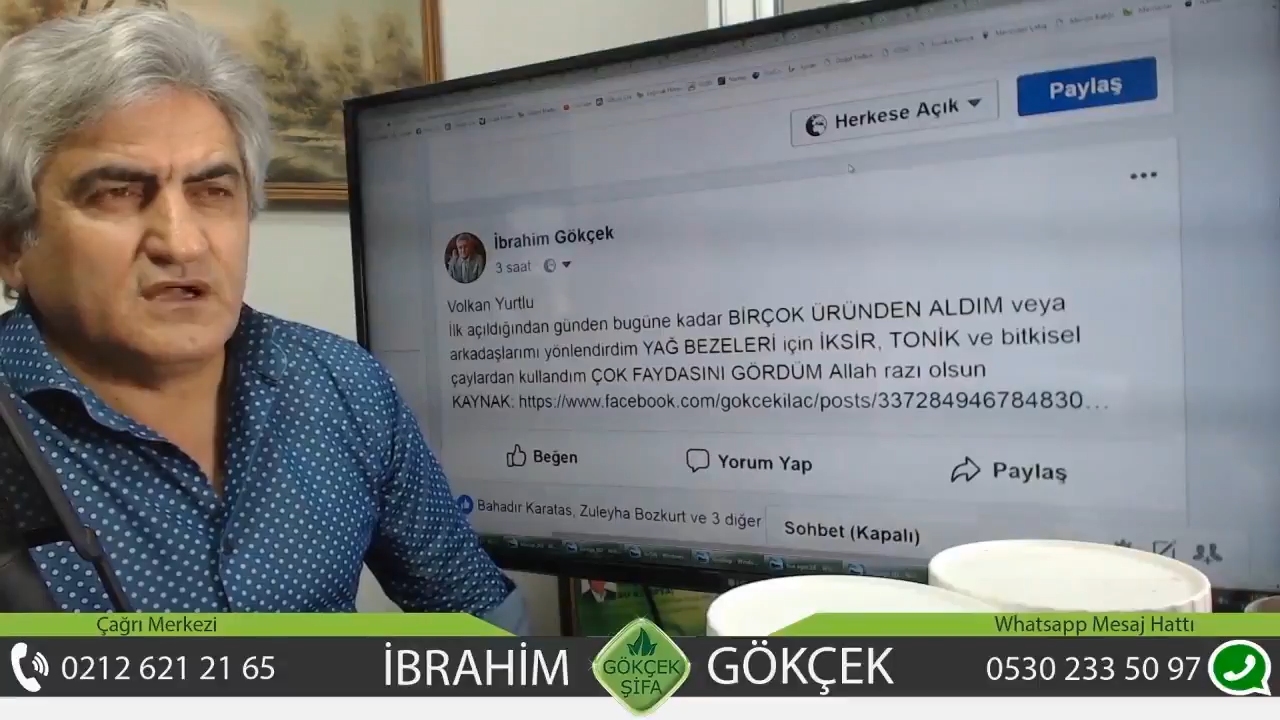 Herkese Açık
Paylaş
İbrahim Gökçek
3 saat
Volkan Yurtlu
İlk açıldığından günden bugüne kadar BİRÇOK ÜRÜNDEN ALDIM veya
arkadaşlarımı yönlendirdim YAĞ BEZELERİ için İKSİR, TONİK ve bitkisel
çaylardan kullandım ÇOK FAYDASINI GÖRDÜM Allah razı olsun
KAYNAK: https://www.facebook.com/gokcekilac/posts/337284946784830...
Beğen
Yorum Yap
Paylaş
Bahadır Karatas, Zuleyha Bozkurt ve 3 diğer
Sohbet (Kapalı)
Çağrı Merkezi
Whatsapp Mesaj Hattı
0212 621 21 65
İBRAHİM
GÖKÇEK
ŞİFA
GÖKÇEK
0530 233 50 97